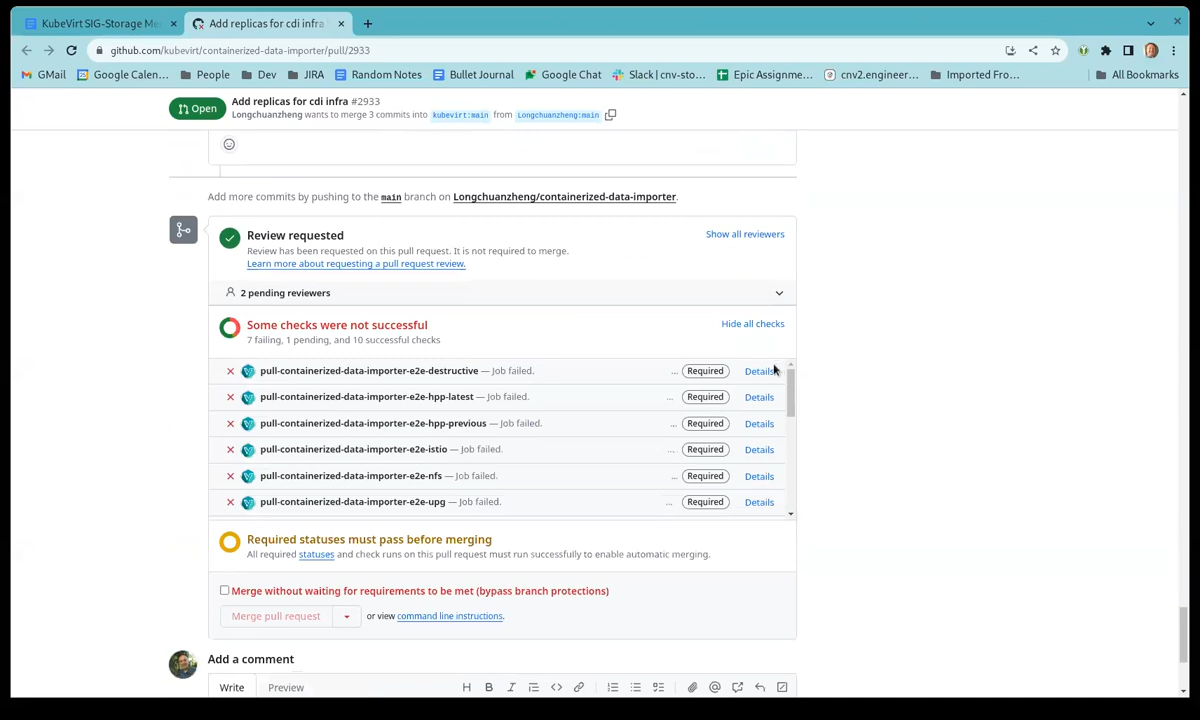 KubeVirt SIG-Storage Me
Add replicas for cdi infra
github.com/kubevirt/containerized-data-importer/pull/2933
GMail
Google Calen...
People
Dev
JIRA
Random Notes
Bullet Journal
Google Chat
Slack | cnv-sto...
Epic Assignme...
cnv2.engineer...
Imported Fro...
All Bookmarks
Open
Add replicas for cdi infra #2933
Longchuanzheng wants to merge 3 commits into kubevirt:main from Longchuanzheng:main
Add more commits by pushing to the main branch on Longchuanzheng/containerized-data-importer.
Review requested
Show all reviewers
Review has been requested on this pull request. It is not required to merge.
Learn more about requesting a pull request review.
2 pending reviewers
Some checks were not successful
Hide all checks
7 failing, 1 pending, and 10 successful checks
pull-containerized-data-importer-e2e-destructive — Job failed. ... Required Details
pull-containerized-data-importer-e2e-hpp-latest — Job failed. ... Required Details
pull-containerized-data-importer-e2e-hpp-previous — Job failed. ... Required Details
pull-containerized-data-importer-e2e-istio — Job failed. ... Required Details
pull-containerized-data-importer-e2e-nfs — Job failed. ... Required Details
pull-containerized-data-importer-e2e-upg — Job failed. ... Required Details
Required statuses must pass before merging
All required statuses and check runs on this pull request must run successfully to enable automatic merging.
Merge without waiting for requirements to be met (bypass branch protections)
Merge pull request
or view command line instructions.
Add a comment
Write
Preview